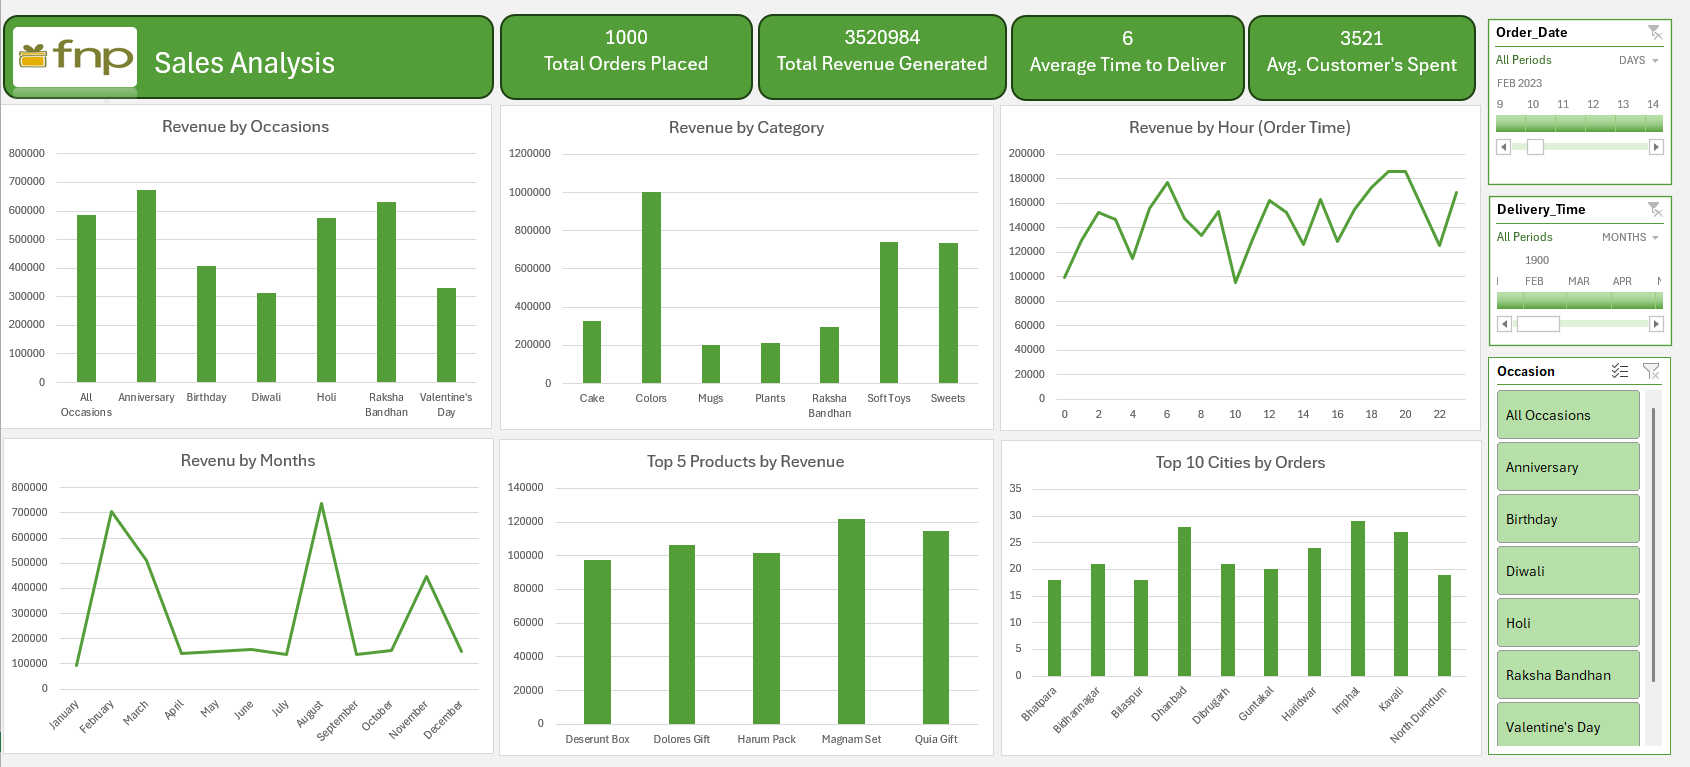 fnp
Sales Analysis
1000
Total Orders Placed
3520984
Total Revenue Generated
6
Average Time to Deliver
3521
Avg. Customer's Spent
Revenue by Occasions
800000
700000
600000
500000
400000
300000
200000
100000
0
All Occasions
Anniversary
Birthday
Diwali
Holi
Raksha Bandhan
Valentine's Day
Revenue by Category
1200000
1000000
800000
600000
400000
200000
0
Cake
Colors
Mugs
Plants
Raksha Bandhan
Soft Toys
Sweets
Revenue by Hour (Order Time)
200000
180000
160000
140000
120000
100000
80000
60000
40000
20000
0
0 2 4 6 8 10 12 14 16 18 20 22
Revenu by Months
800000
700000
600000
500000
400000
300000
200000
100000
0
January
February
March
April
May
June
July
August
September
October
November
December
Top 5 Products by Revenue
140000
120000
100000
80000
60000
40000
20000
0
Deserunt Box
Dolores Gift
Harum Pack
Magnam Set
Quia Gift
Top 10 Cities by Orders
35
30
25
20
15
10
5
0
Bhatpara
Bidhannagar
Bilaspur
Dhanbad
Dibrugarh
Guntakal
Haridwar
Imphal
Kavali
North Dumdum
Order_Date
All Periods DAYS
FEB 2023
9 10 11 12 13 14
Delivery_Time
All Periods MONTHS
1900
FEB MAR APR
Occasion
All Occasions
Anniversary
Birthday
Diwali
Holi
Raksha Bandhan
Valentine's Day